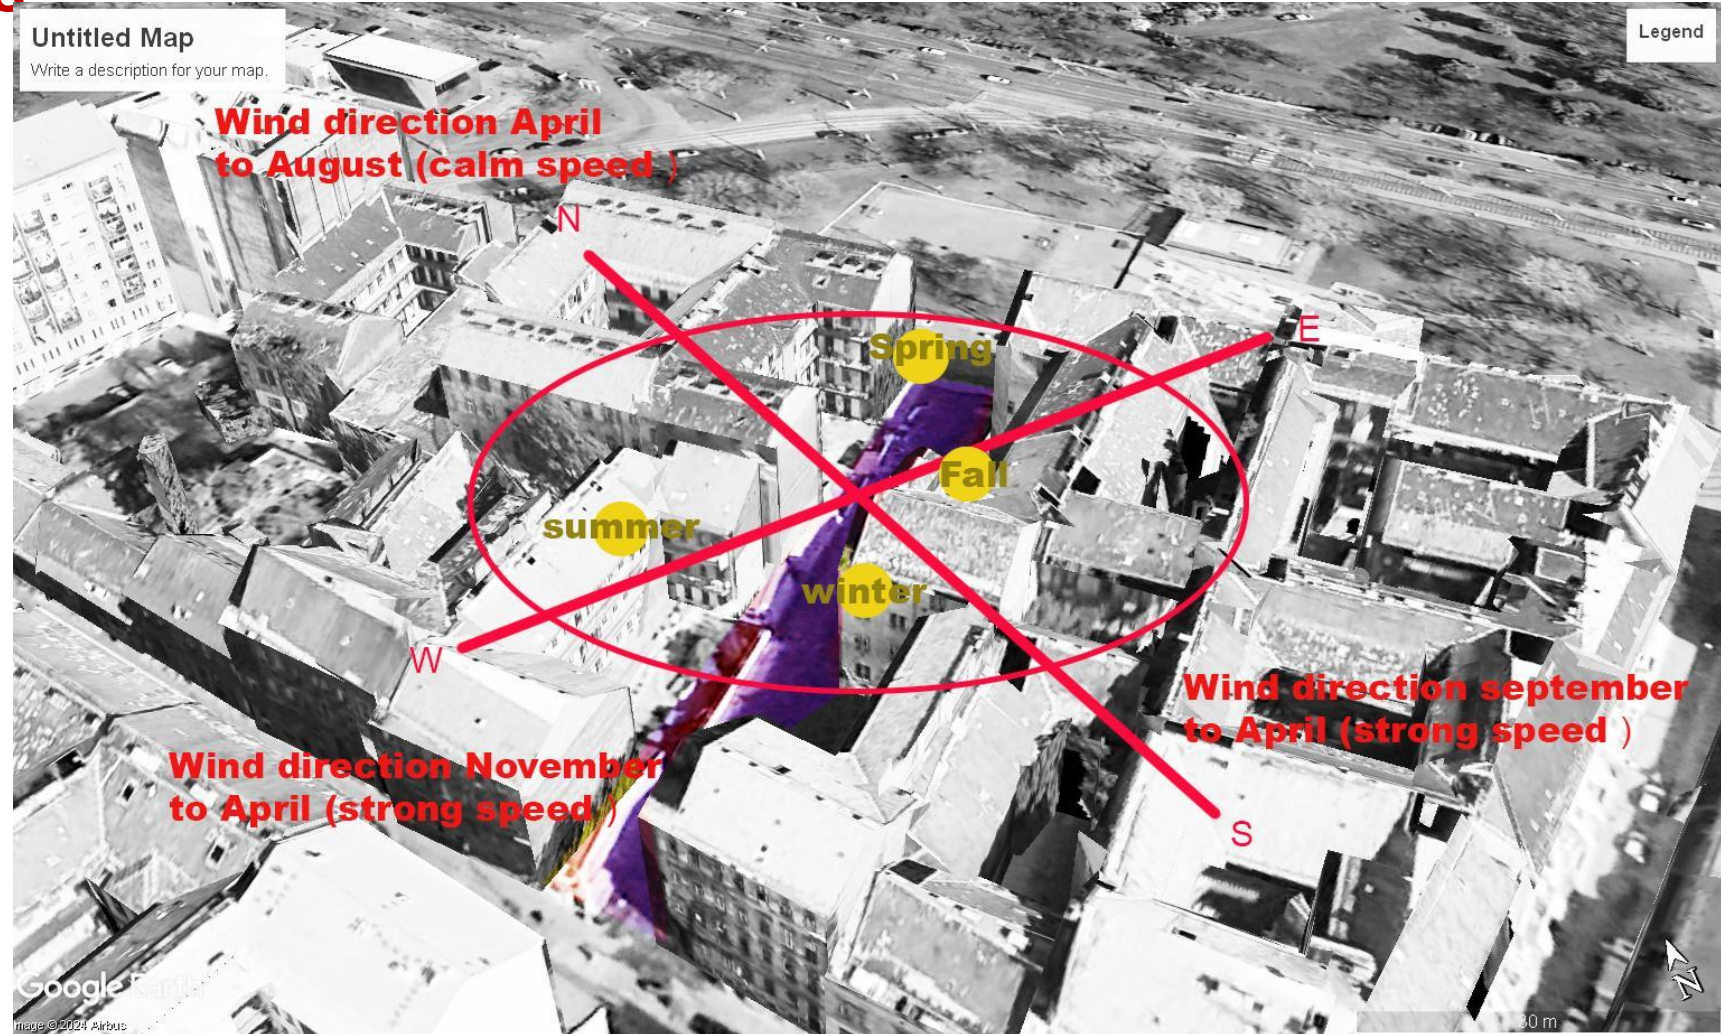 Untitled Map
Write a description for your map.
Legend
Wind direction April
to August (calm speed )
N
E
Spring
Fall
summer
winter
W
Wind direction september
to April (strong speed )
Wind direction November
to April (strong speed )
S
N
Google Earth
Image © 2024 Airbus
30 m